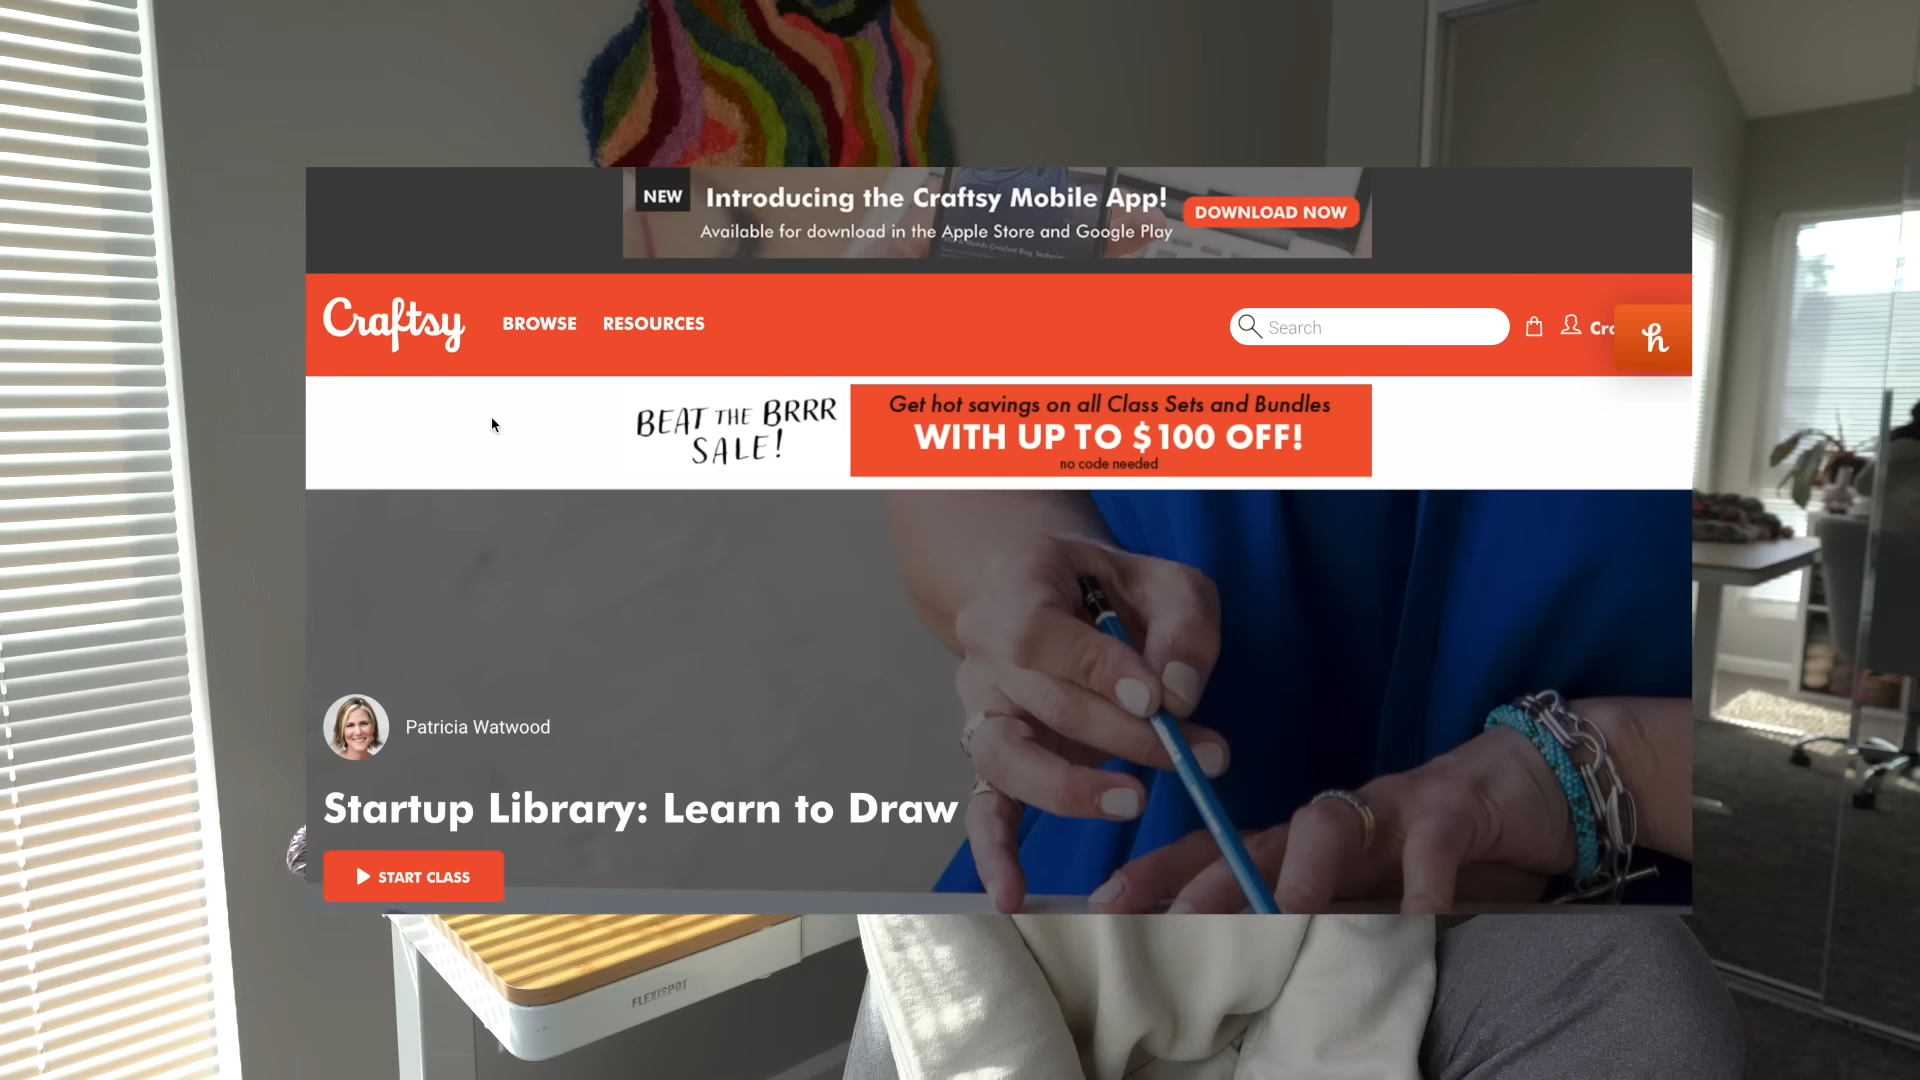 NEW
Introducing the Craftsy Mobile App!
Available for download in the Apple Store and Google Play
DOWNLOAD NOW
Craftsy
BROWSE
RESOURCES
Search
Cra
h
BEAT THE BRRR
SALE!
Get hot savings on all Class Sets and Bundles
WITH UP TO $100 OFF!
no code needed
Patricia Watwood
Startup Library: Learn to Draw
START CLASS
FLEXISPOT